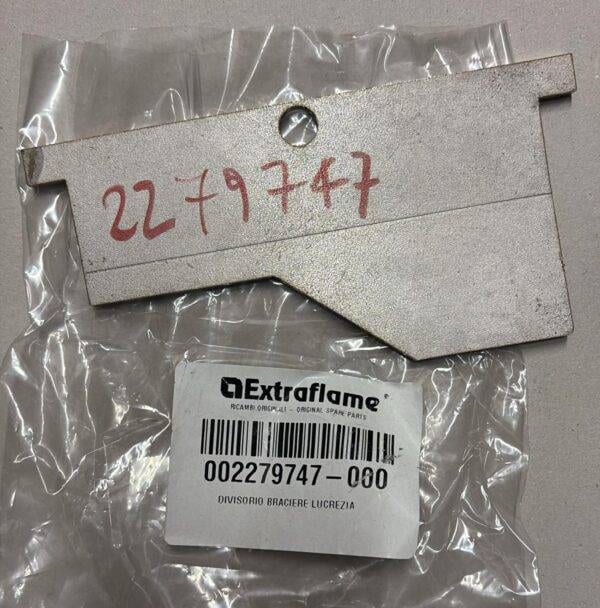 2279747
Extraflame®
RICAMBI ORIGINALI - ORIGINAL SPARE PARTS
002279747-000
DIVISORIO BRACIERE LUCREZIA